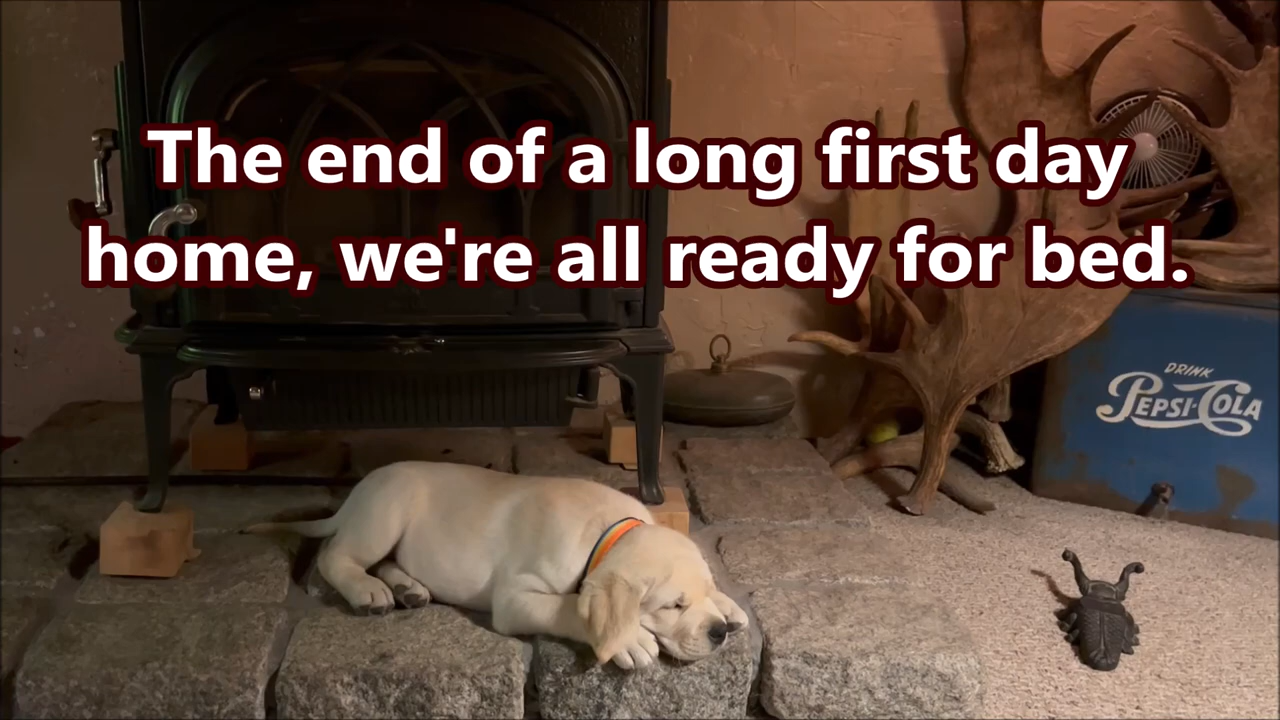 The end of a long first day
home, we're all ready for bed.
DRINK
PEPSI-COLA